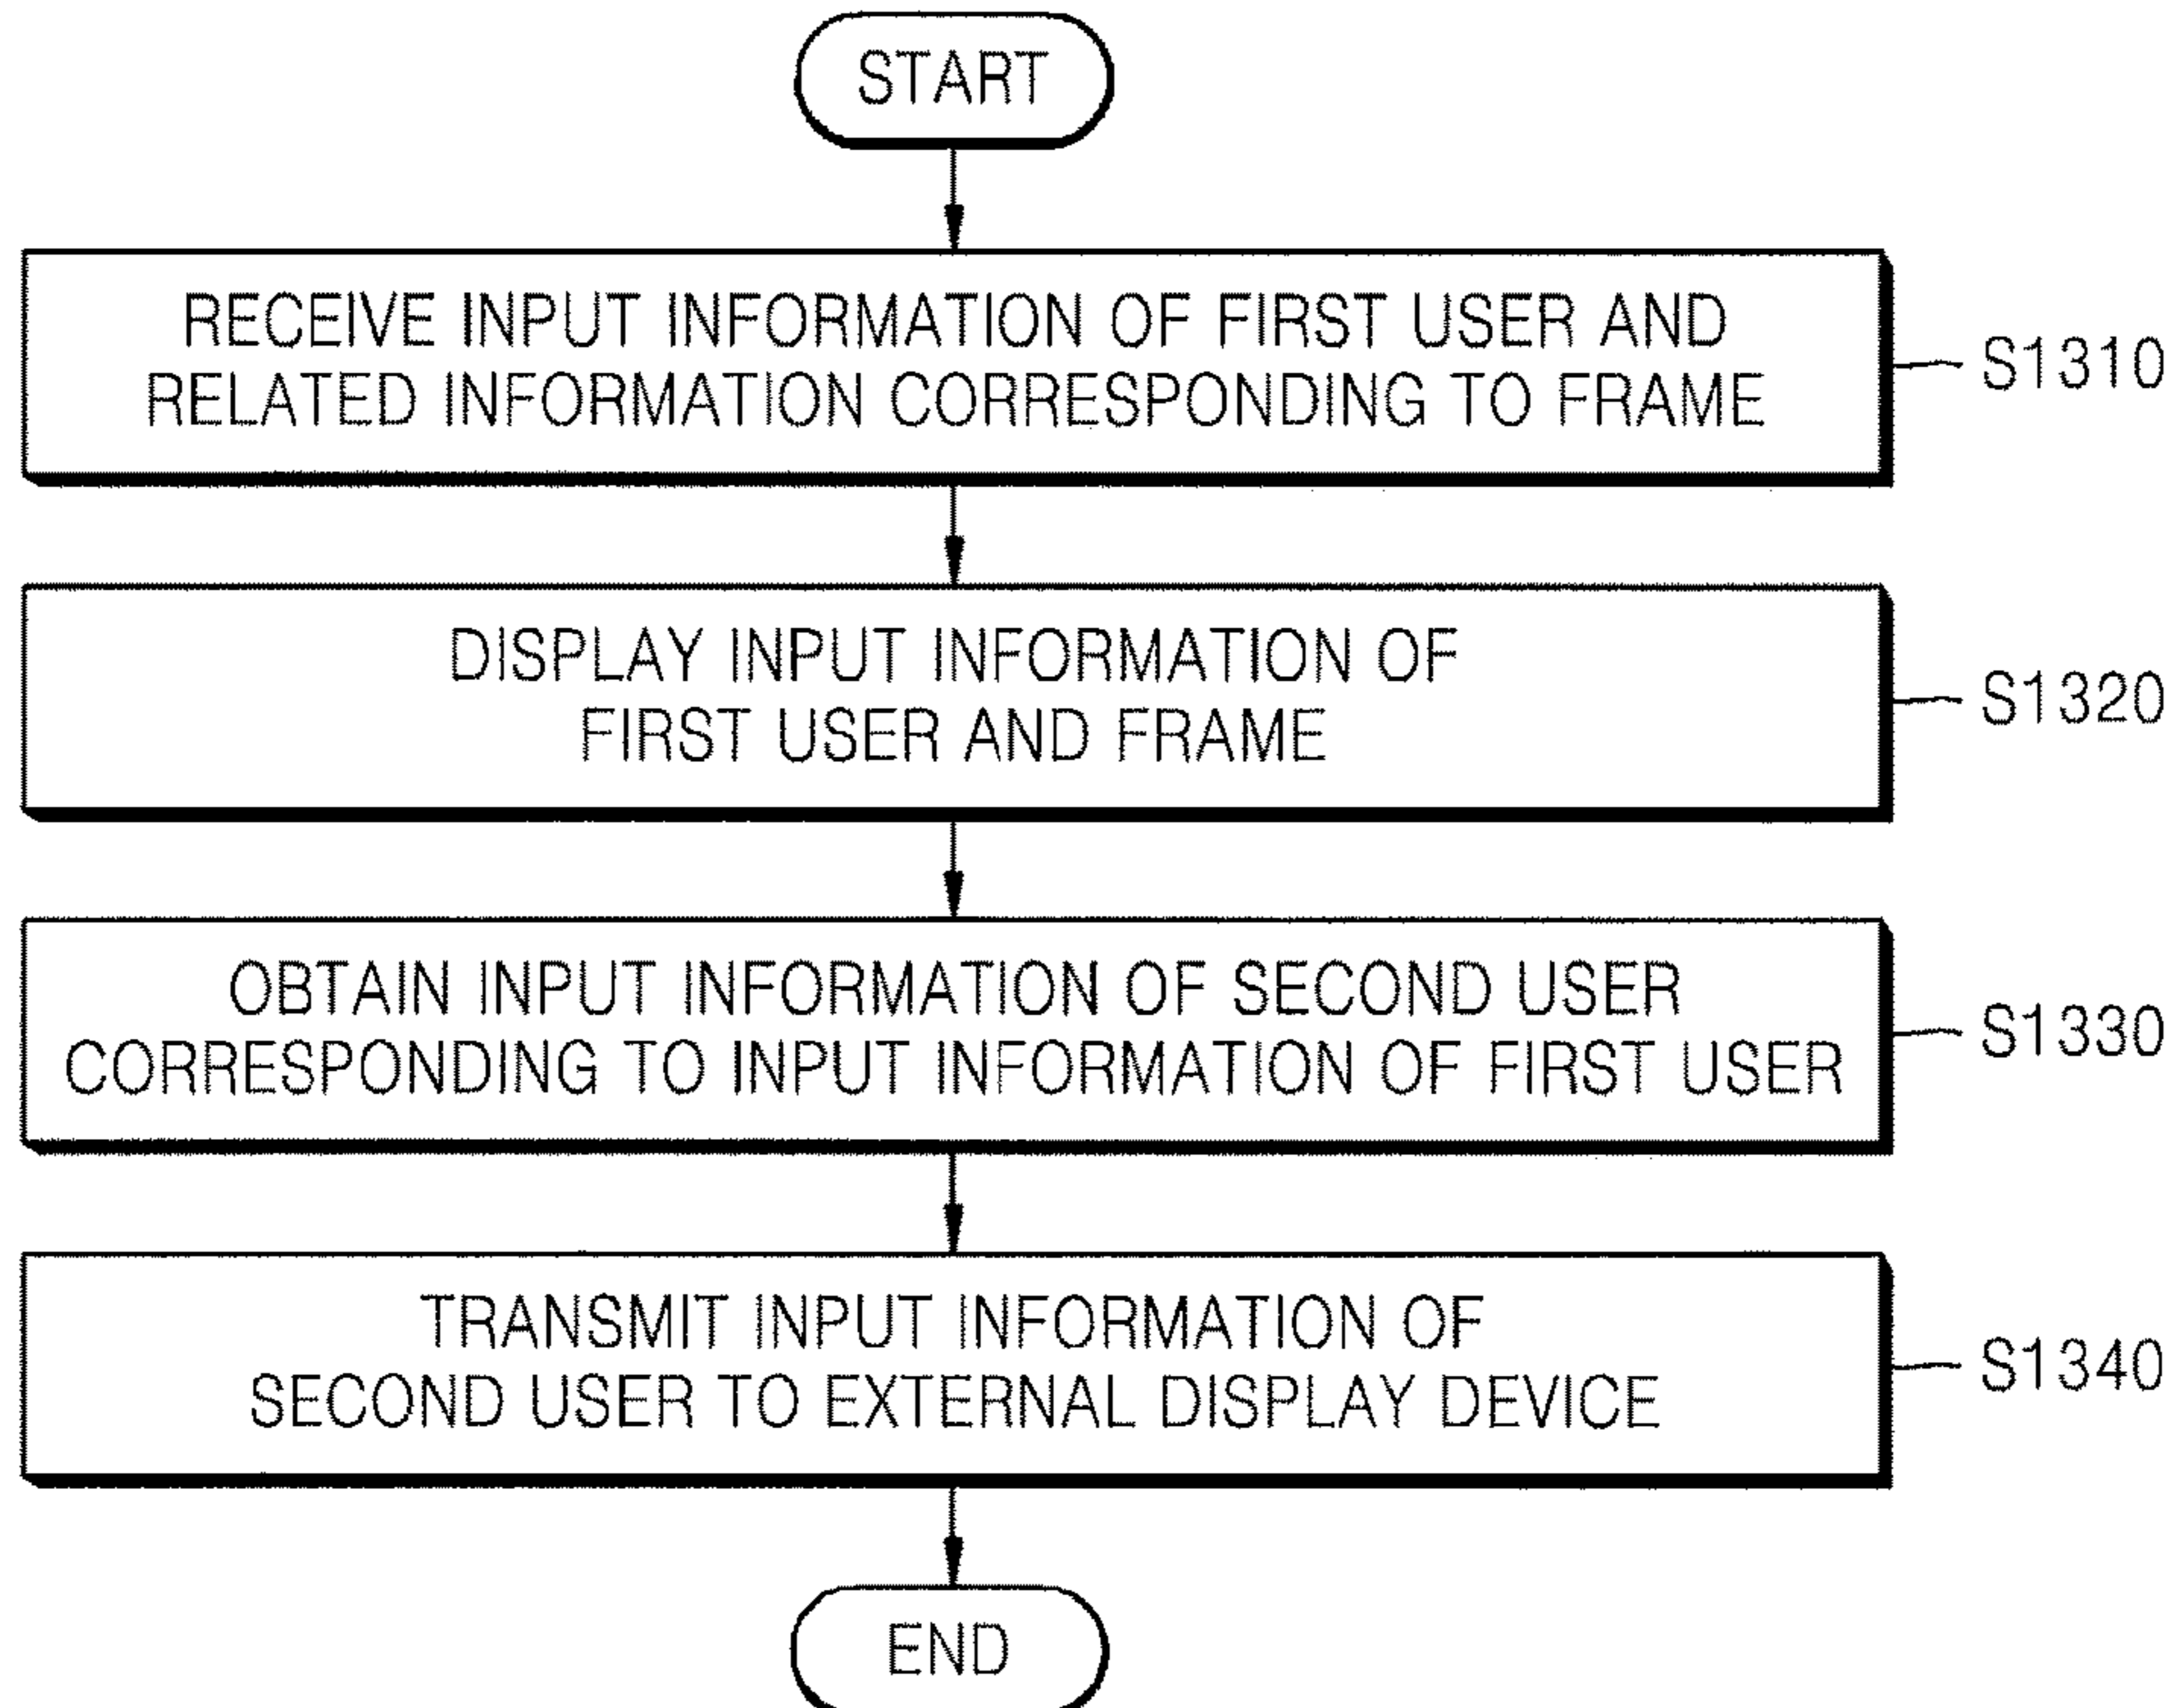 START
RECEIVE INPUT INFORMATION OF FIRST USER AND
RELATED INFORMATION CORRESPONDING TO FRAME
S1310
DISPLAY INPUT INFORMATION OF
FIRST USER AND FRAME
S1320
OBTAIN INPUT INFORMATION OF SECOND USER
CORRESPONDING TO INPUT INFORMATION OF FIRST USER
S1330
TRANSMIT INPUT INFORMATION OF
SECOND USER TO EXTERNAL DISPLAY DEVICE
S1340
END